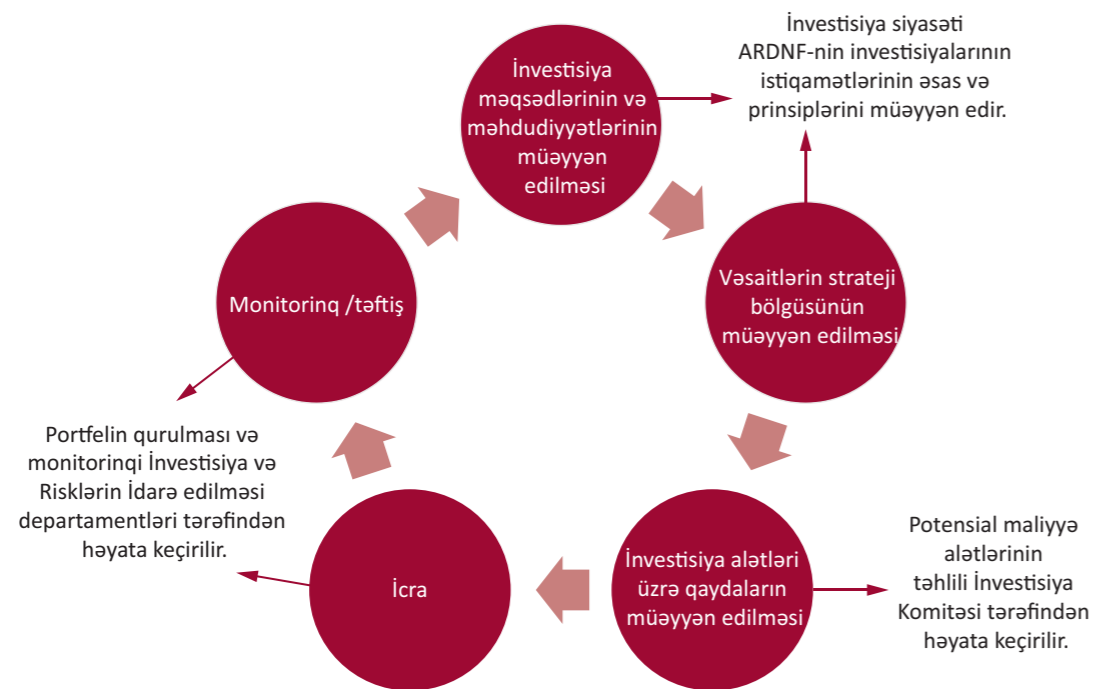 İnvestisiya
məqsədlərinin və
məhdudiyyətlərinin
müəyyən
edilməsi
İnvestisiya siyasəti
ARDNF-nin investisiyalarının
istiqamətlərinin əsas və
prinsiplərini müəyyən edir.
Vəsaitlərin strateji
bölgüsünün
müəyyən edilməsi
Monitorinq /təftiş
Portfelin qurulması və
monitorinqi İnvestisiya və
Risklərin İdarə edilməsi
departamentləri tərəfindən
həyata keçirilir.
İcra
İnvestisiya alətləri
üzrə qaydaların
müəyyən edilməsi
Potensial maliyyə
alətlərinin
təhlili İnvestisiya
Komitəsi tərəfindən
həyata keçirilir.